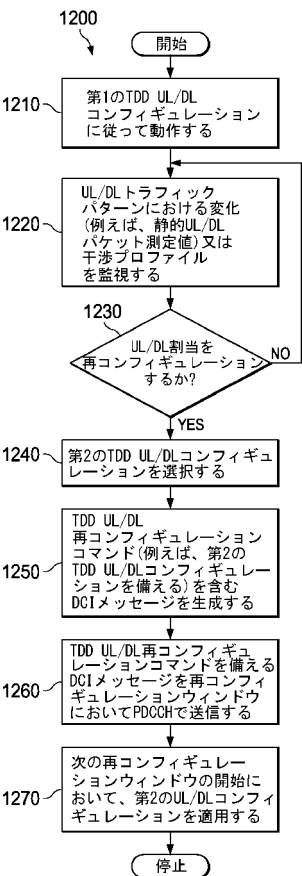 1200
開始
1210
第1のTDD UL/DL
コンフィギュレーション
に従って動作する
1220
UL/DLトラフィック
パターンにおける変化
(例えば、静的UL/DL
パケット測定値)又は
干渉プロファイル
を監視する
1230
UL/DL割当を
再コンフィギュレーション
するか?
NO
YES
1240
第2のTDD UL/DLコンフィギュ
レーションを選択する
1250
TDD UL/DL
再コンフィギュレーション
コマンド(例えば、第2の
TDD UL/DLコンフィギュレー
ションを備える)を含む
DCIメッセージを生成する
1260
TDD UL/DL再コンフィギュ
レーションコマンドを備える
DCIメッセージを再コンフィ
ギュレーションウィンドウ
においてPDCCHで送信する
1270
次の再コンフィギュレー
ションウィンドウの開始に
おいて、第2のUL/DLコンフィ
ギュレーションを適用する
停止